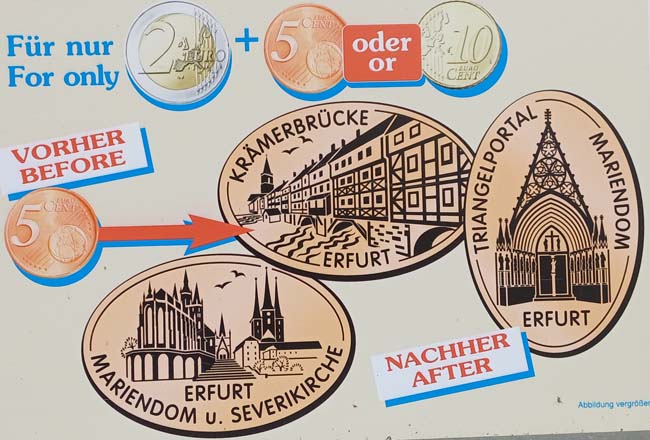 Für nur
For only
2 EURO
+
5 EURO CENT
oder
or
10 EURO CENT
VORHER
BEFORE
5 EURO CENT
KRÄMERBRÜCKE
ERFURT
TRIANGELPORTAL
MARIENDOM
ERFURT
ERFURT
MARIENDOM u. SEVERIKIRCHE
NACHHER
AFTER
Abbildung